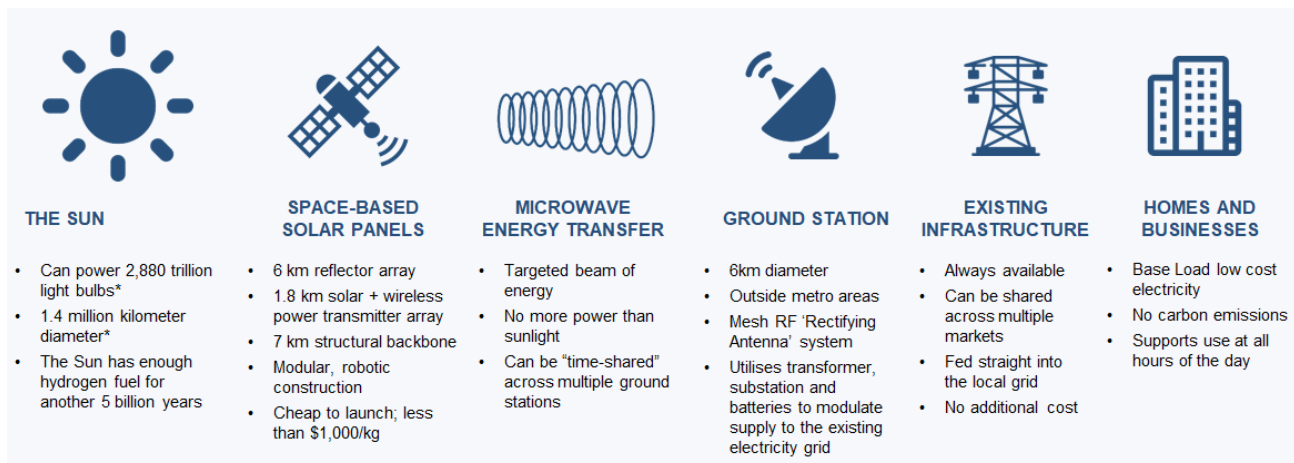 THE SUN
• Can power 2,880 trillion
light bulbs*
• 1.4 million kilometer
diameter*
• The Sun has enough
hydrogen fuel for
another 5 billion years
SPACE-BASED
SOLAR PANELS
• 6 km reflector array
• 1.8 km solar + wireless
power transmitter array
• 7 km structural backbone
• Modular, robotic
construction
• Cheap to launch; less
than $1,000/kg
MICROWAVE
ENERGY TRANSFER
• Targeted beam of
energy
• No more power than
sunlight
• Can be “time-shared”
across multiple ground
stations
GROUND STATION
• 6km diameter
• Outside metro areas
• Mesh RF ‘Rectifying
Antenna’ system
• Utilises transformer,
substation and
batteries to modulate
supply to the existing
electricity grid
EXISTING
INFRASTRUCTURE
• Always available
• Can be shared
across multiple
markets
• Fed straight into
the local grid
• No additional cost
HOMES AND
BUSINESSES
• Base Load low cost
electricity
• No carbon emissions
• Supports use at all
hours of the day